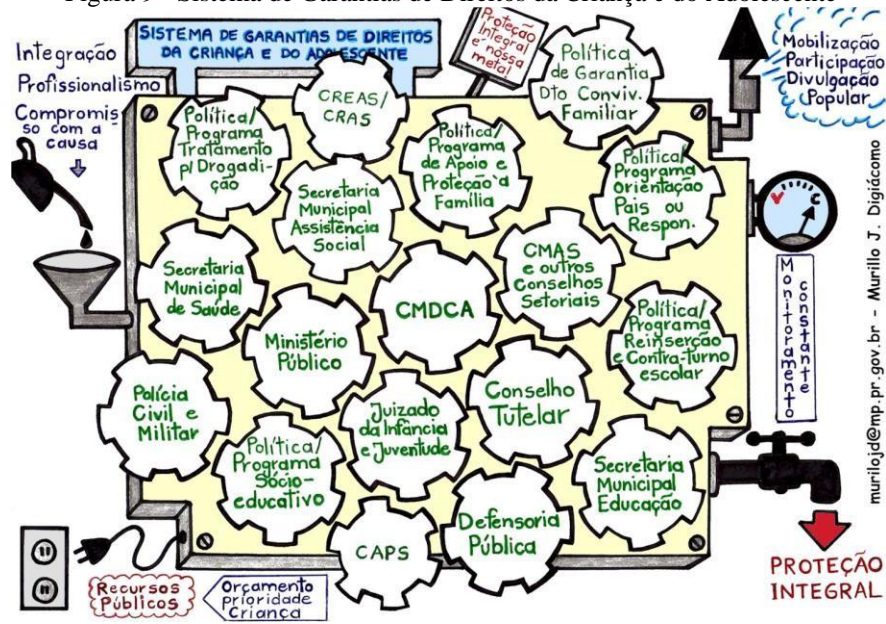 Figura 9 - Sistema de Garantias de Direitos da Criança e do Adolescente
SISTEMA DE GARANTIAS DE DIREITOS
DA CRIANÇA E DO ADOLESCENTE
Integração
Profissionalismo
Compromis
so com a
causa
Proteção
Integral
é nossa
meta!
Política
de Garantia
Dto Conviv.
Familiar
Mobilização
Participação
Divulgação
Popular
Política/
Programa
Tratamento
p/ Drogadi-
ção
CREAS/
CRAS
Política/
Programa
de Apoio e
Proteção à
Família
Política/
Programa
Orientação
Pais ou
Respon.
Secretaria
Municipal
Assistência
Social
Secretaria
Municipal
de Saúde
CMDCA
CMAS
e outros
Conselhos
Setoriais
C
Monitoramento
constante
Ministério
Público
Política/
Programa
Reinserção
e Contra-Turno
escolar
Polícia
Civil e
Militar
Juizado
da Infância
e Juventude
Conselho
Tutelar
Política/
Programa
Sócio-
educativo
Secretaria
Municipal
Educação
CAPS
Defensoria
Pública
Recursos
Públicos
Orçamento
prioridade
Criança
PROTEÇÃO
INTEGRAL
murilojd@mp.pr.gov.br - Murillo J. Digiácomo